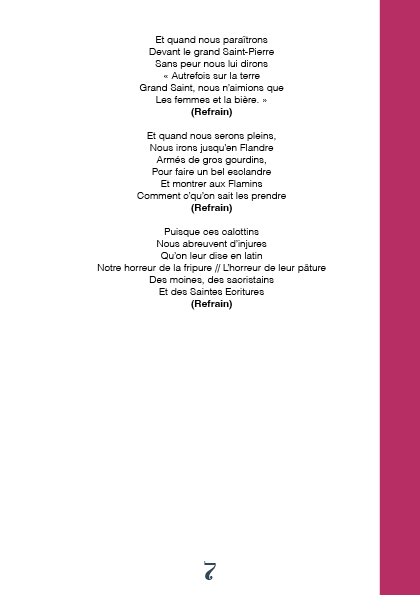 Et quand nous paraîtrons
Devant le grand Saint-Pierre
Sans peur nous lui dirons
« Autrefois sur la terre
Grand Saint, nous n'aimions que
Les femmes et la bière. »
(Refrain)
Et quand nous serons pleins,
Nous irons jusqu'en Flandre
Armés de gros gourdins,
Pour faire un bel esclandre
Et montrer aux Flamins
Comment c'qu'on sait les prendre
(Refrain)
Puisque ces calottins
Nous abreuvent d'injures
Qu'on leur dise en latin
Notre horreur de la fripure // L'horreur de leur pâture
Des moines, des sacristains
Et des Saintes Ecritures
(Refrain)
2